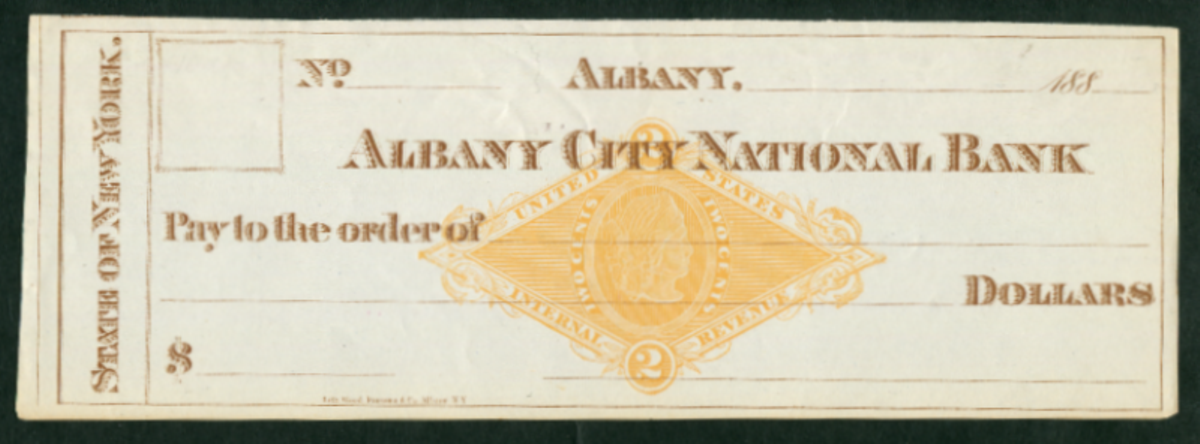 STATE OF NEW YORK.
No. ALBANY. 188
2
ALBANY CITY NATIONAL BANK
UNITED STATES
TWO CENTS TWO CENTS
Pay to the order of
DOLLARS
INTERNAL REVENUE
$
2